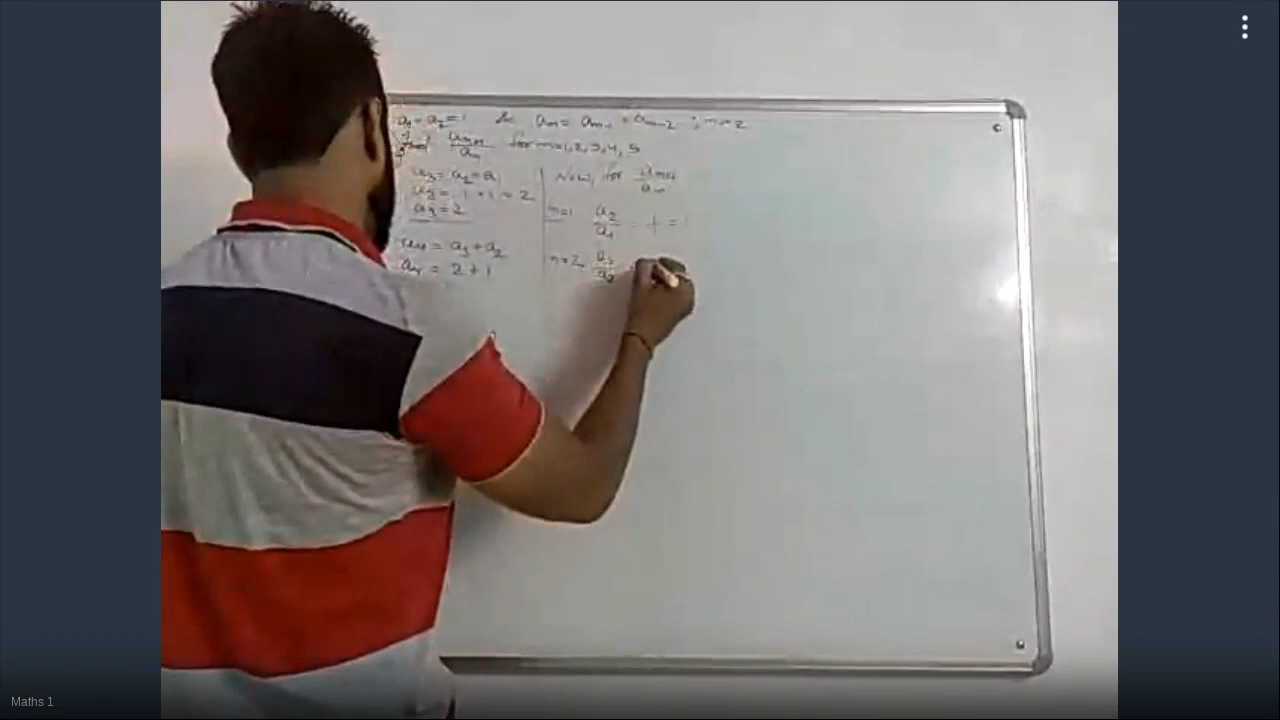 a₁ = a₂ = 1 & aₙ = aₙ₋₁ + aₙ₋₂ ; n > 2
Find aₙ₊₁/aₙ for n=1,2,3,4,5
a₃ = a₂ + a₁
a₃ = 1 + 1 = 2
a₃ = 2
a₄ = a₃ + a₂
a₄ = 2 + 1
Now, for aₙ₊₁/aₙ
n=1 a₂/a₁ = 1 = 1
n=2, a₃/a₂
Maths 1